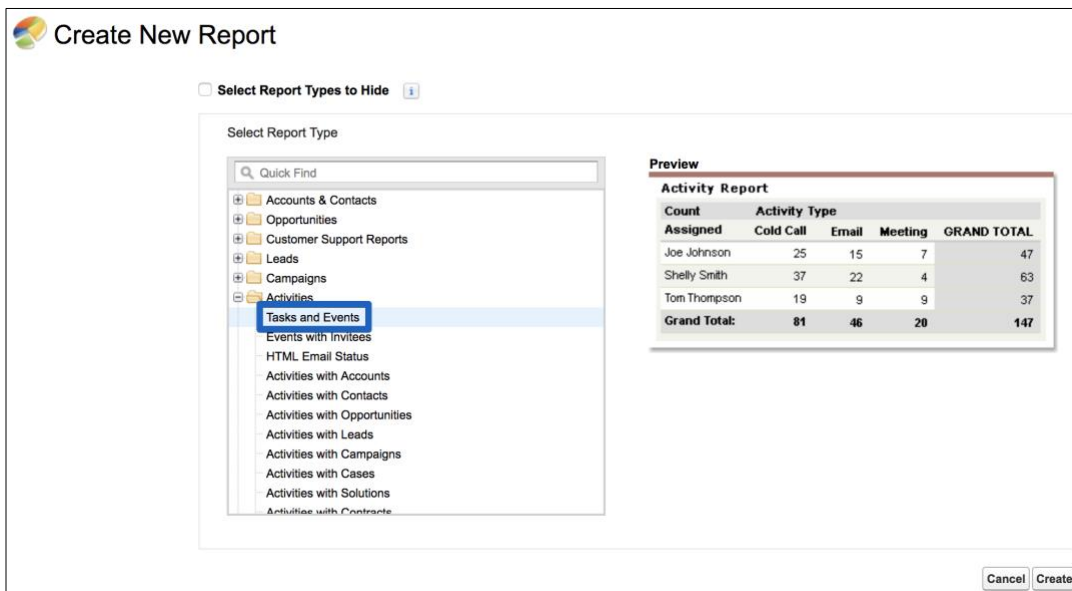 Create New Report
Select Report Types to Hide i
Select Report Type
Quick Find
Accounts & Contacts
Opportunities
Customer Support Reports
Leads
Campaigns
Activities
Tasks and Events
Events with Invitees
HTML Email Status
Activities with Accounts
Activities with Contacts
Activities with Opportunities
Activities with Leads
Activities with Campaigns
Activities with Cases
Activities with Solutions
Activities with Contracts
Preview
Activity Report
Count Activity Type
Assigned Cold Call Email Meeting GRAND TOTAL
Joe Johnson 25 15 7 47
Shelly Smith 37 22 4 63
Tom Thompson 19 9 9 37
Grand Total: 81 46 20 147
Cancel Create